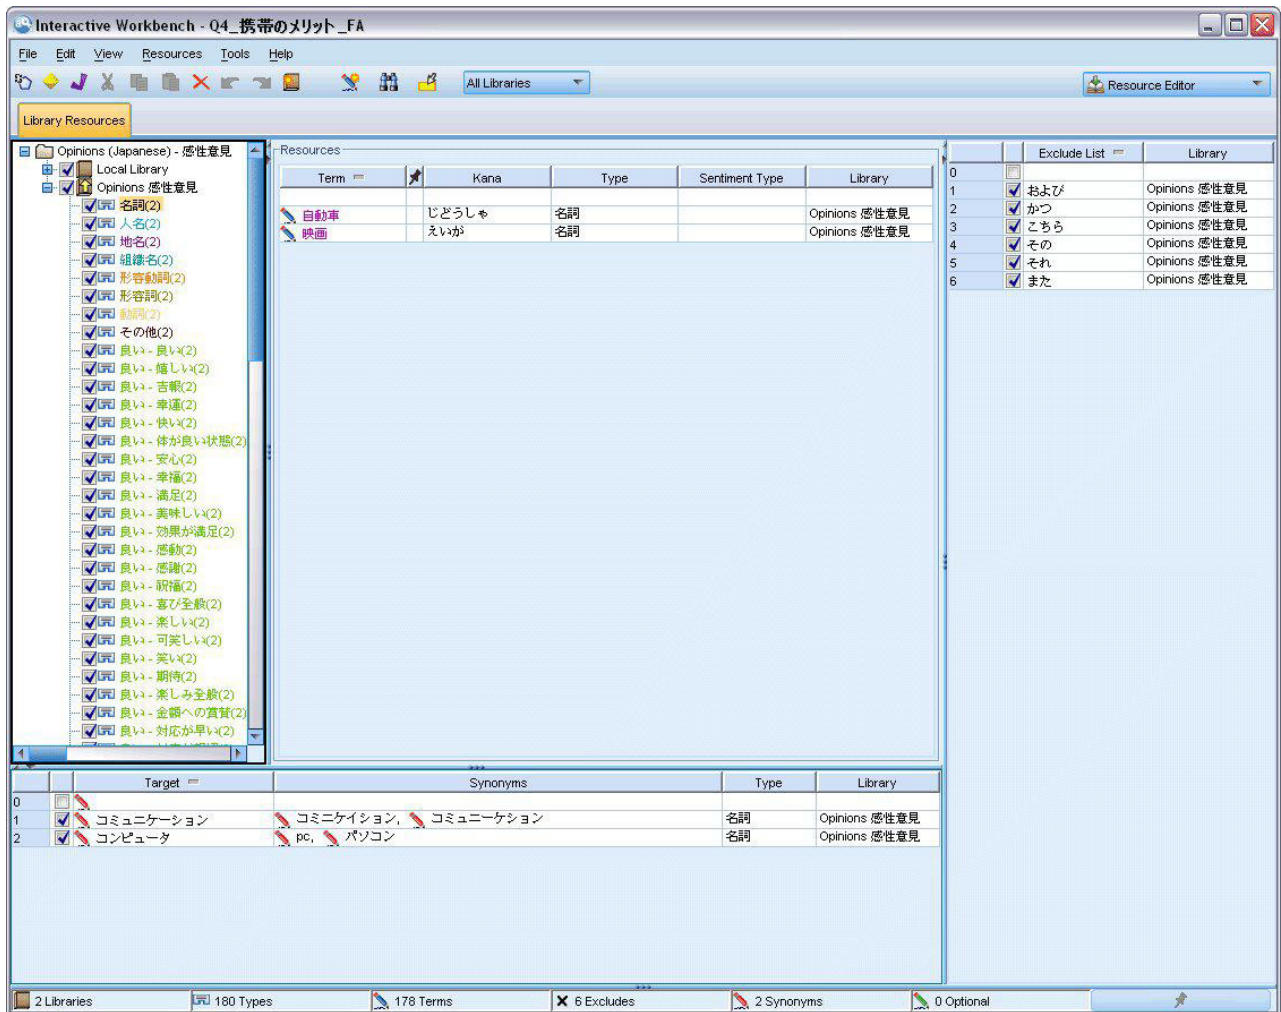 Interactive Workbench - Q4_携帯のメリット_FA
File Edit View Resources Tools Help
All Libraries
Resource Editor
Library Resources
Opinions (Japanese) - 感性意見
Local Library
Opinions 感性意見
名詞(2)
人名(2)
地名(2)
組織名(2)
形容動詞(2)
形容詞(2)
動詞(2)
その他(2)
良い - 良い(2)
良い - 嬉しい(2)
良い - 吉報(2)
良い - 幸運(2)
良い - 快い(2)
良い - 体が良い状態(2)
良い - 安心(2)
良い - 幸福(2)
良い - 満足(2)
良い - 美味しい(2)
良い - 効果が満足(2)
良い - 感動(2)
良い - 感謝(2)
良い - 祝福(2)
良い - 喜び全般(2)
良い - 楽しい(2)
良い - 可笑しい(2)
良い - 笑い(2)
良い - 期待(2)
良い - 楽しみ全般(2)
良い - 金額への賞賛(2)
良い - 対応が早い(2)
Resources
Term Kana Type Sentiment Type Library
自動車 じどうしゃ 名詞 Opinions 感性意見
映画 えいが 名詞 Opinions 感性意見
Exclude List Library
0
1 および Opinions 感性意見
2 かつ Opinions 感性意見
3 こちら Opinions 感性意見
4 その Opinions 感性意見
5 それ Opinions 感性意見
6 また Opinions 感性意見
Target Synonyms Type Library
0
1 コミュニケーション コミニケイション, コミュニーケション 名詞 Opinions 感性意見
2 コンピュータ pc, パソコン 名詞 Opinions 感性意見
2 Libraries 180 Types 178 Terms 6 Excludes 2 Synonyms 0 Optional